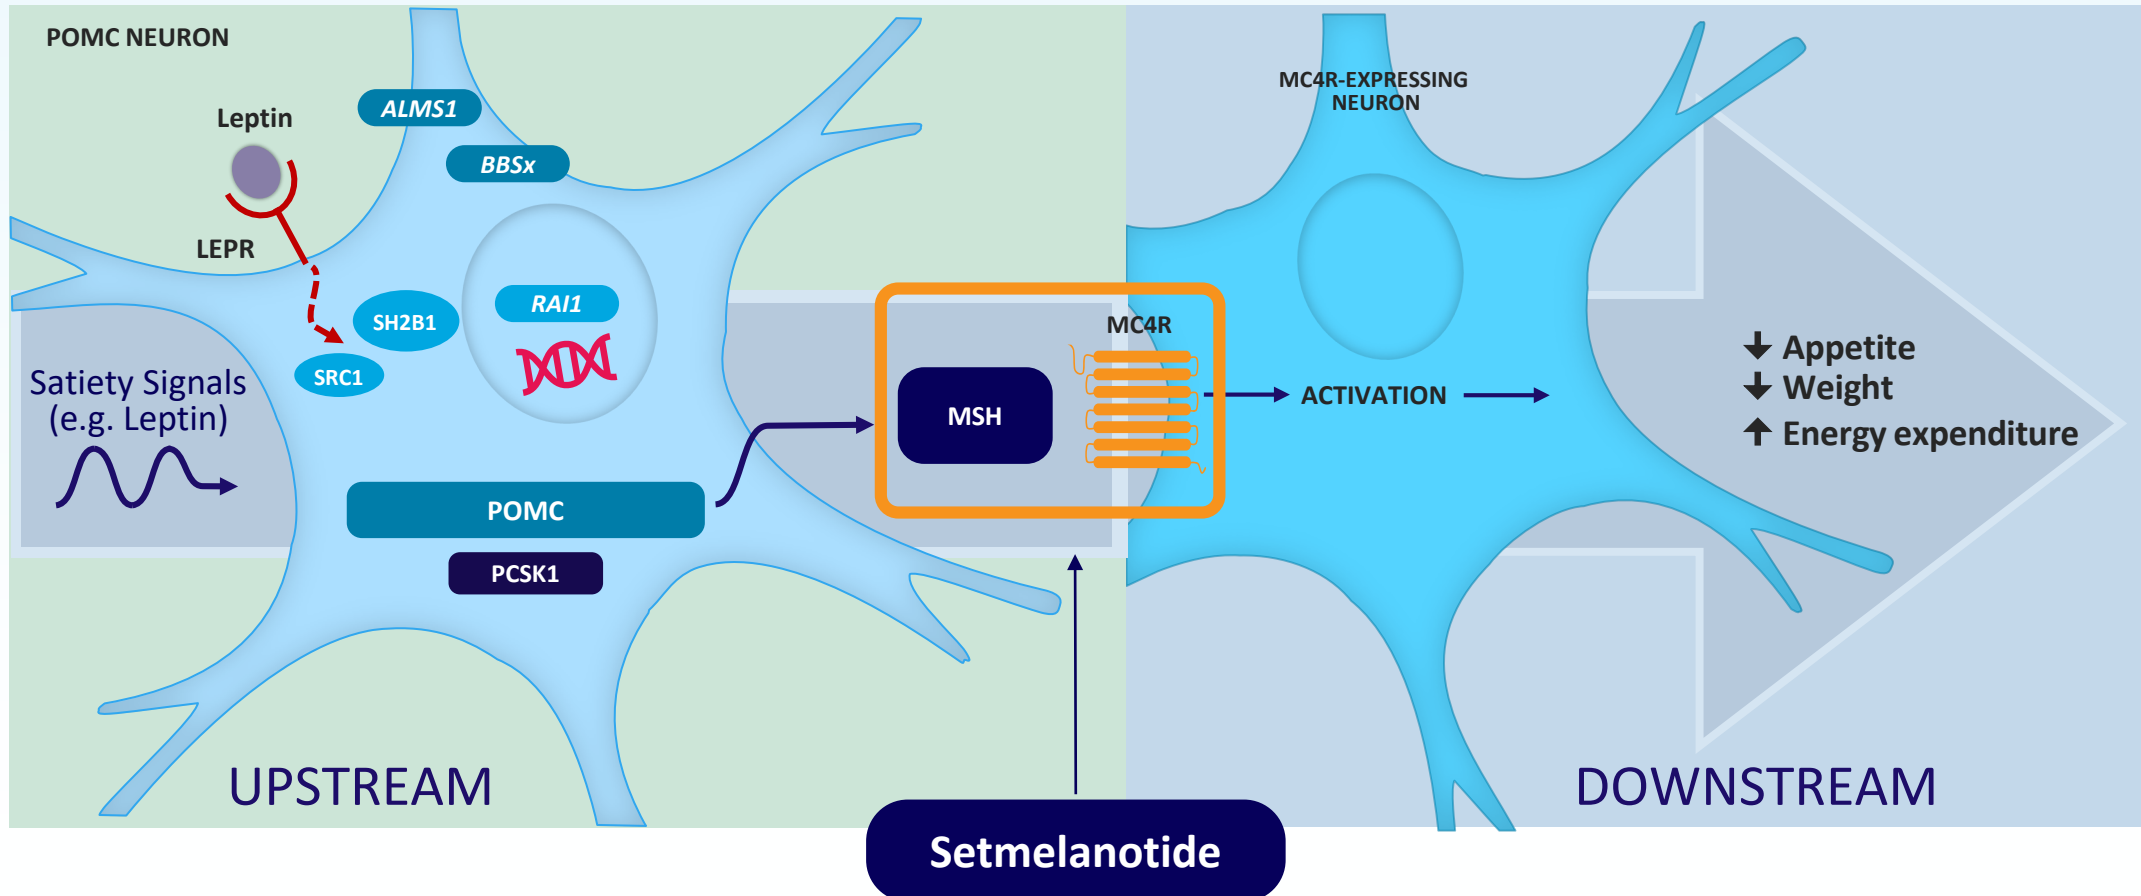 POMC NEURON
Leptin
LEPR
ALMS1
BBSx
SH2B1
SRC1
RAI1
Satiety Signals
(e.g. Leptin)
POMC
PCSK1
UPSTREAM
MSH
MC4R
MC4R-EXPRESSING
NEURON
ACTIVATION
Appetite
Weight
Energy expenditure
DOWNSTREAM
Setmelanotide